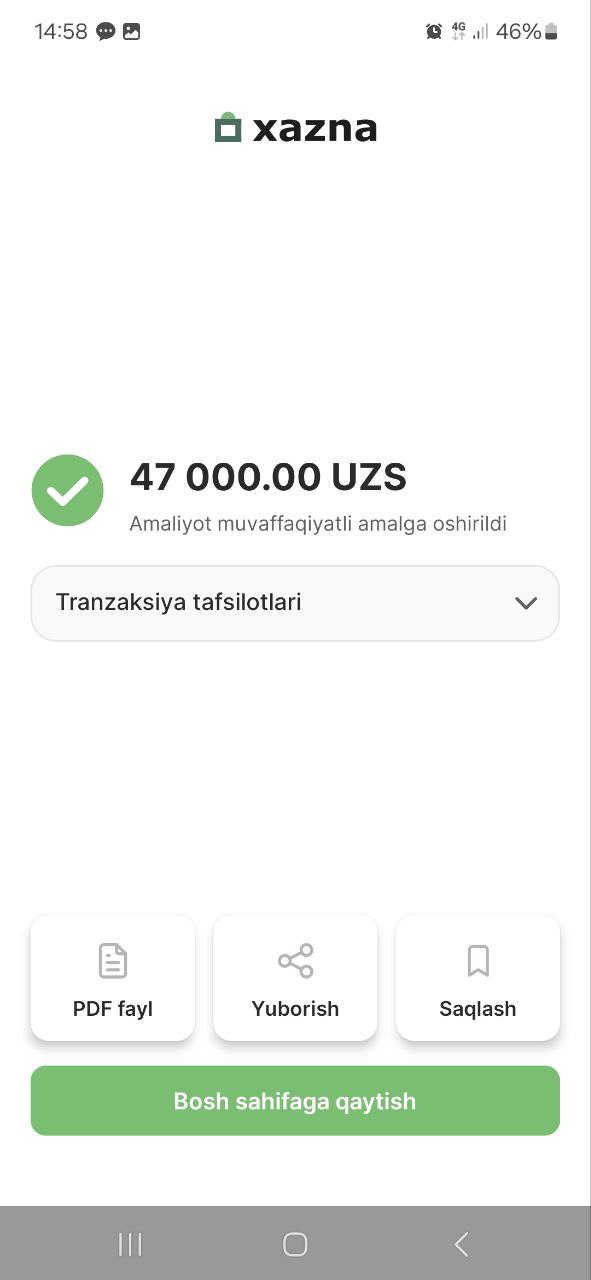 14:58 4G 46%
xazna
47 000.00 UZS
Amaliyot muvaffaqiyatli amalga oshirildi
Tranzaksiya tafsilotlari
PDF fayl Yuborish Saqlash
Bosh sahifaga qaytish